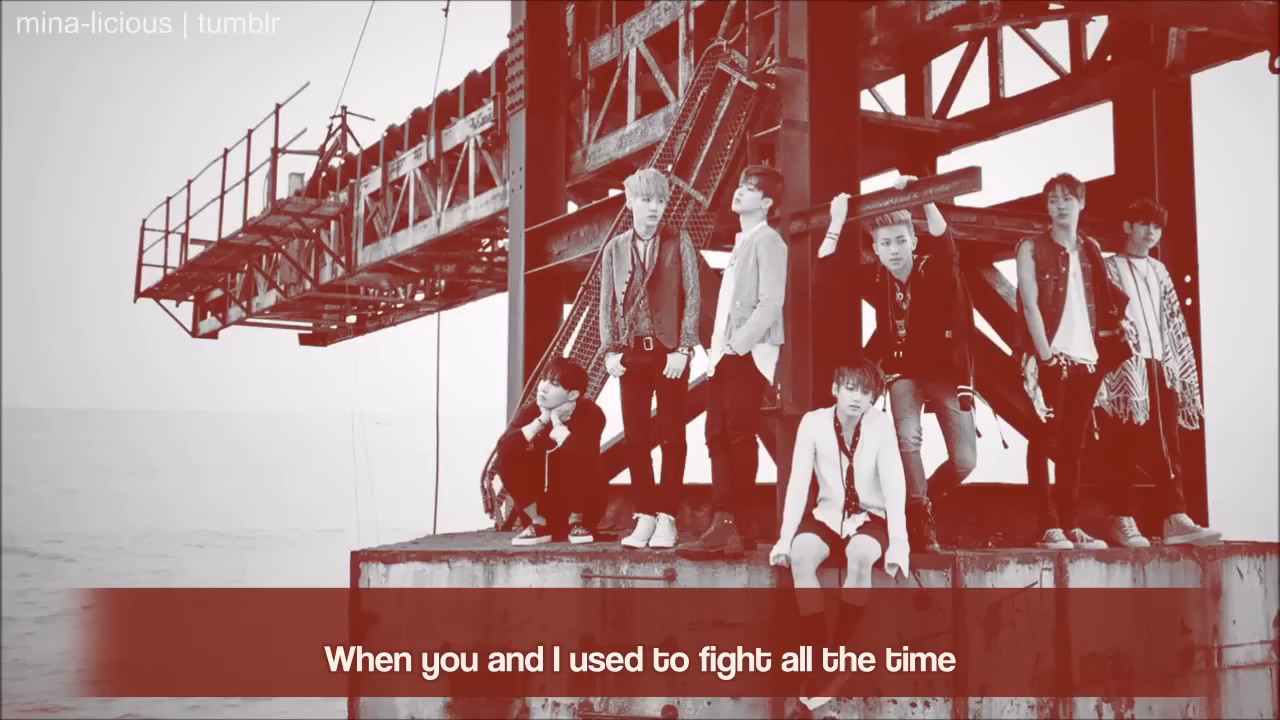 mina-licious | tumblr
When you and I used to fight all the time